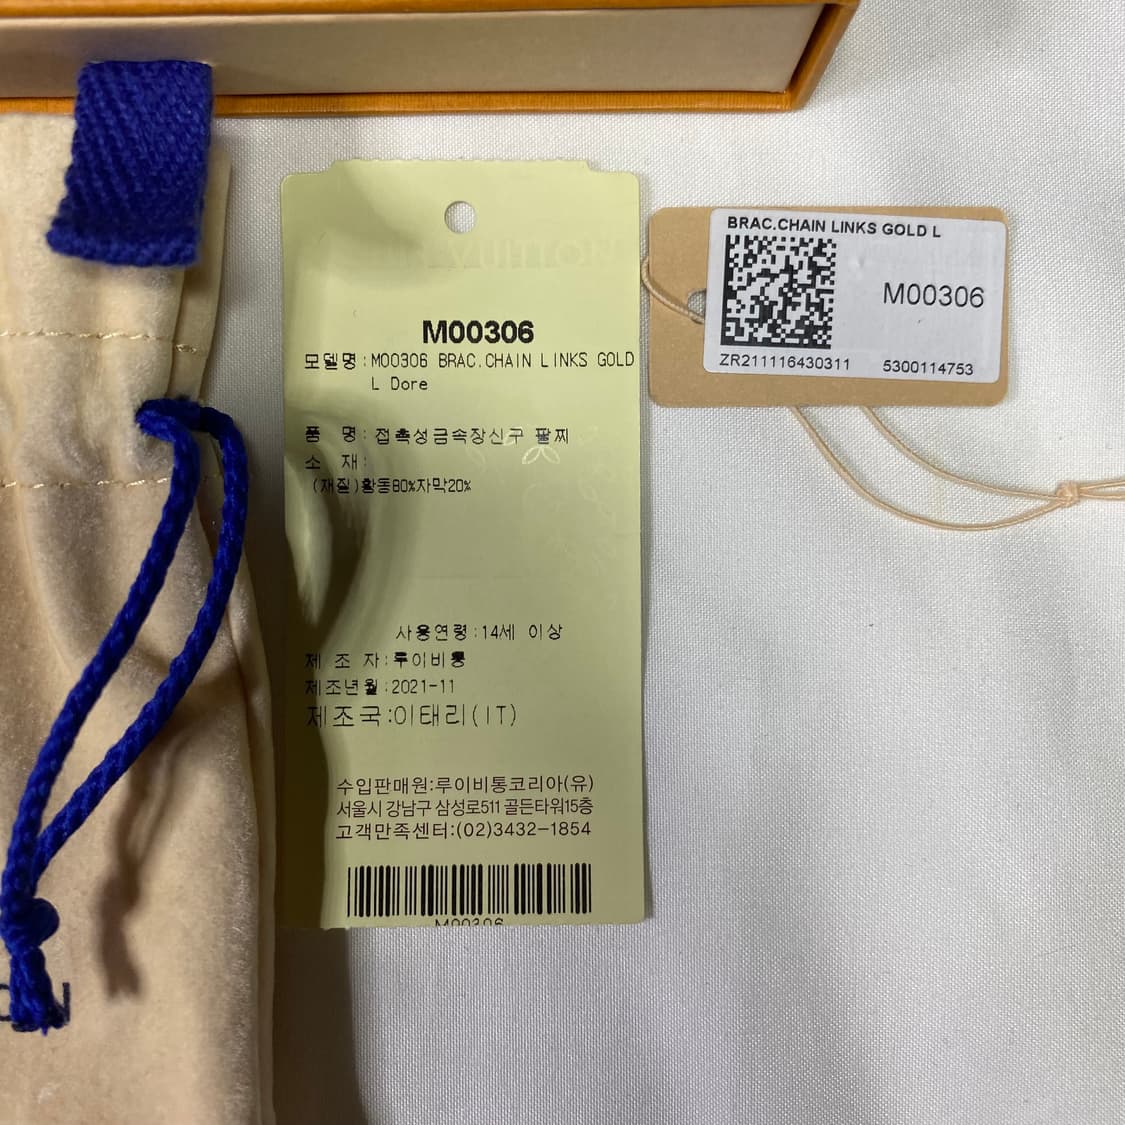 M00306
모델명:M00306 BRAC.CHAIN LINKS GOLD
L Dore
품 명: 접촉성금속장신구 팔찌
소 재:
(재질)황동80%자막20%
사용연령:14세 이상
제 조 자:루이비통
제조년월:2021-11
제조국:이태리(IT)
수입판매원:루이비통코리아(유)
서울시 강남구 삼성로511 골든타워15층
고객만족센터:(02)3432-1854
M00306
BRAC.CHAIN LINKS GOLD L
M00306
ZR211116430311 5300114753